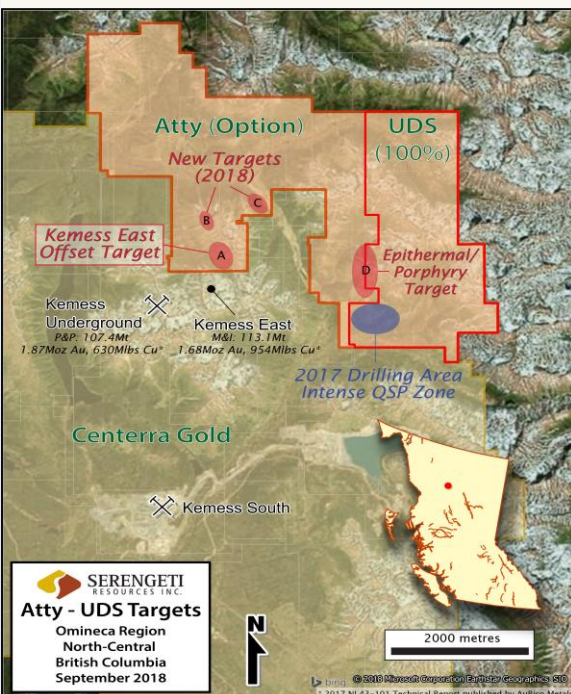 Atty (Option)
UDS
(100%)
New Targets
(2018)
C
B
Kemess East
Offset Target
A
D
Epithermal/
Porphyry
Target
Kemess
Underground
P&P: 107.4Mt
1.87Moz Au, 630Mlbs Cu*
Kemess East
M&I: 113.1Mt
1.68Moz Au, 954Mlbs Cu*
2017 Drilling Area
Intense QSP Zone
Centerra Gold
Kemess South
SERENGETI
RESOURCES INC.
Atty - UDS Targets
Omineca Region
North-Central
British Columbia
September 2018
N
2000 metres
bing
© 2018 Microsoft Corporation Earthstar Geographics SIO
* 2017 NI 43-101 Technical Report published by AuRico Metals